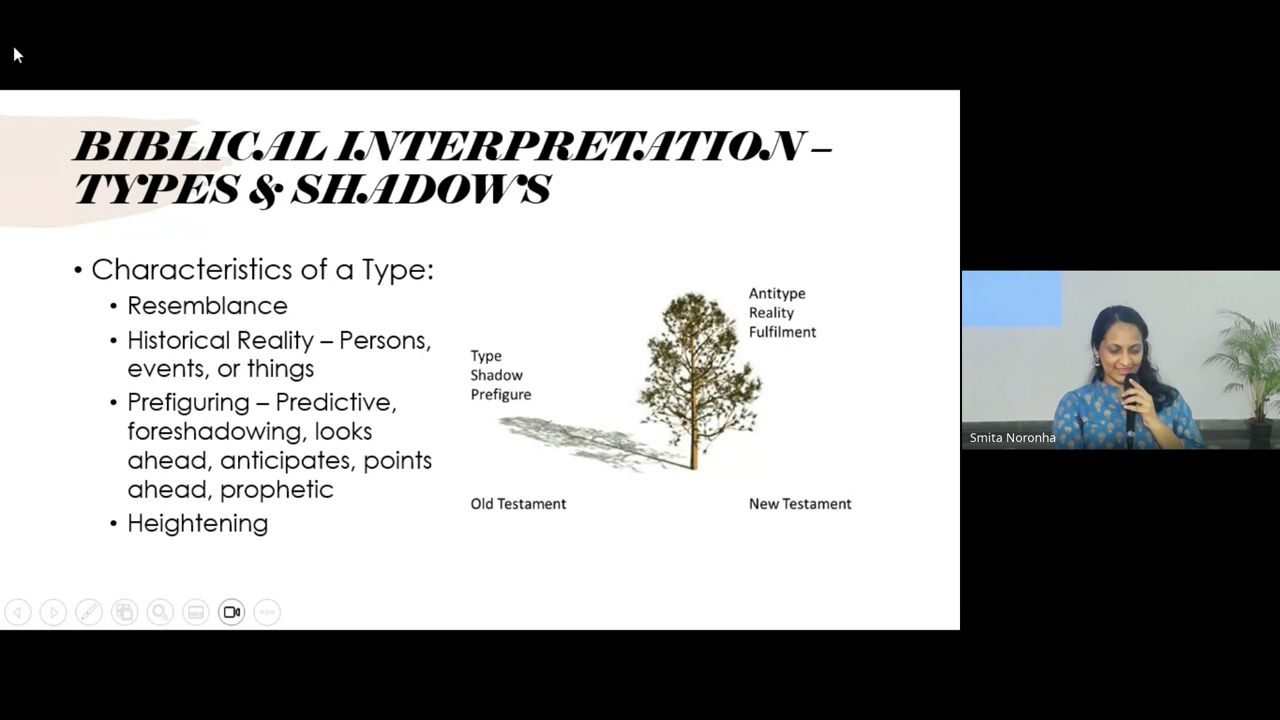 BIBLICAL INTERPRETATION –
TYPES & SHADOWS
• Characteristics of a Type:
• Resemblance
• Historical Reality – Persons,
events, or things
• Prefiguring – Predictive,
foreshadowing, looks
ahead, anticipates, points
ahead, prophetic
• Heightening
Type
Shadow
Prefigure
Antitype
Reality
Fulfilment
Old Testament
New Testament
Smita Noronha